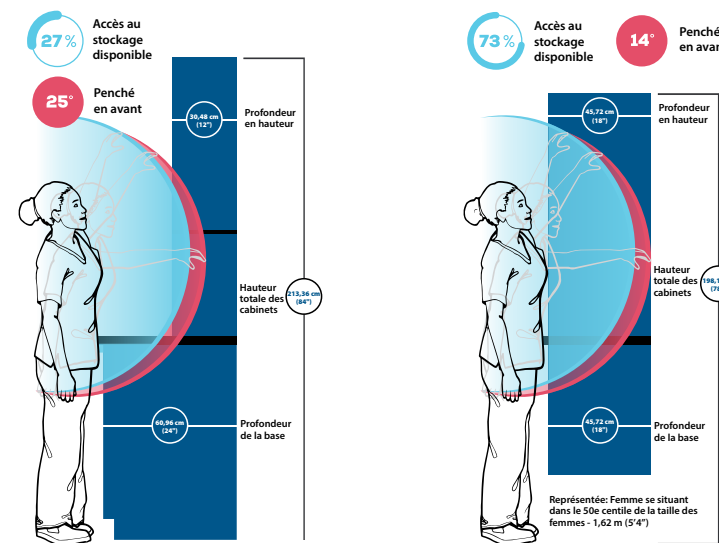 27%
Accès au
stockage
disponible
25°
Penché
en avant
30,48 cm
(12")
Profondeur
en hauteur
Hauteur
totale des
cabinets
213,36 cm
(84")
60,96 cm
(24")
Profondeur
de la base
73%
Accès au
stockage
disponible
14°
Penché
en avan
45,72 cm
(18")
Profondeur
en hauteur
Hauteur
totale des
cabinets
198,1
(78
45,72 cm
(18")
Profondeur
de la base
Représentée: Femme se situant
dans le 50e centile de la taille des
femmes - 1,62 m (5'4")